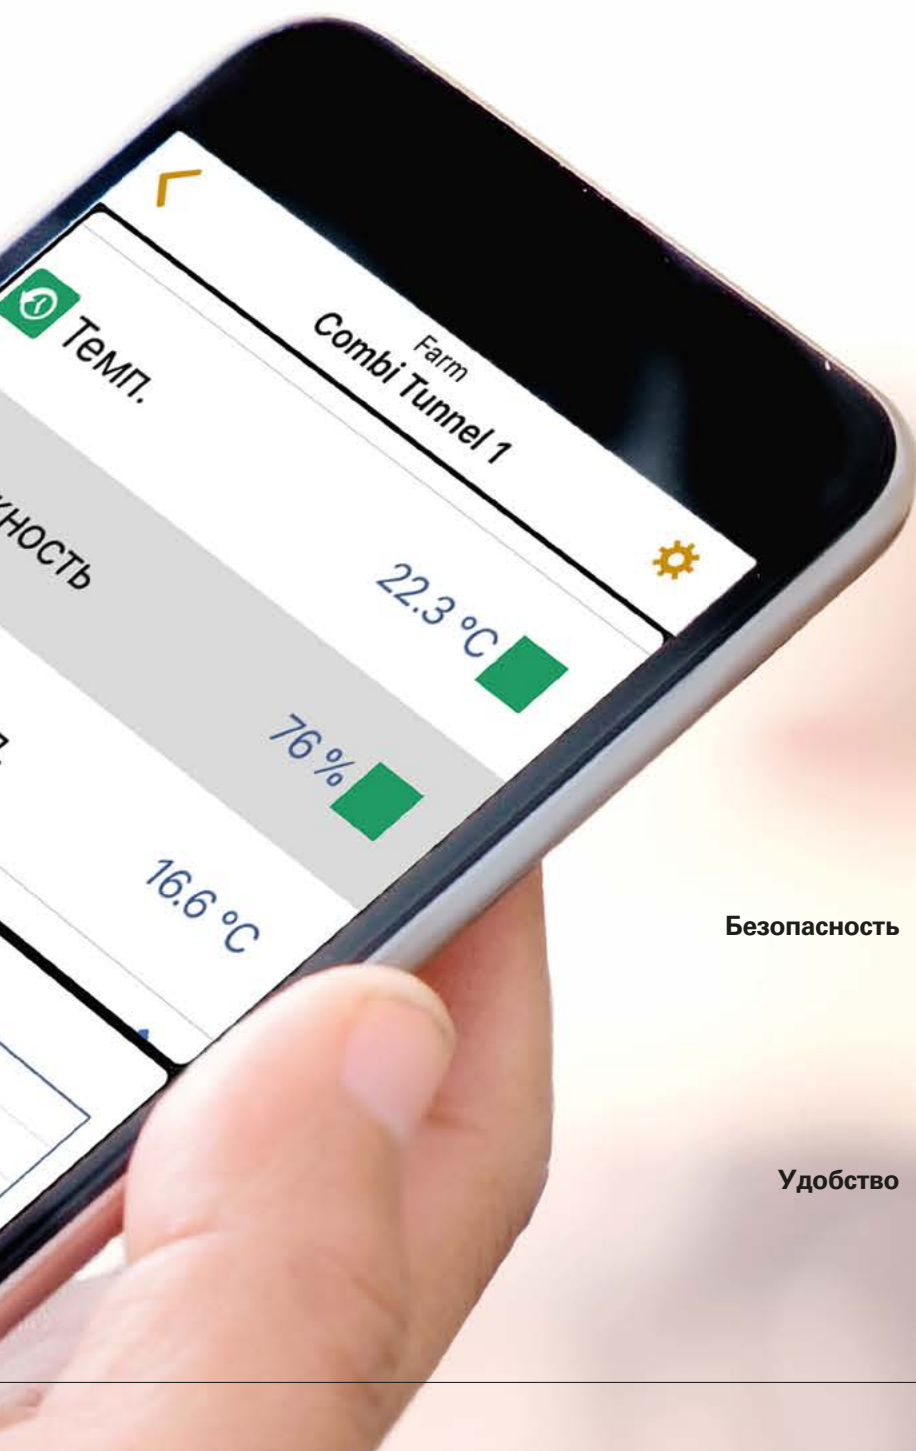 Farm
Combi Tunnel 1
Темп.
22.3 °C
76 %
16.6 °C
Безопасность
Удобство